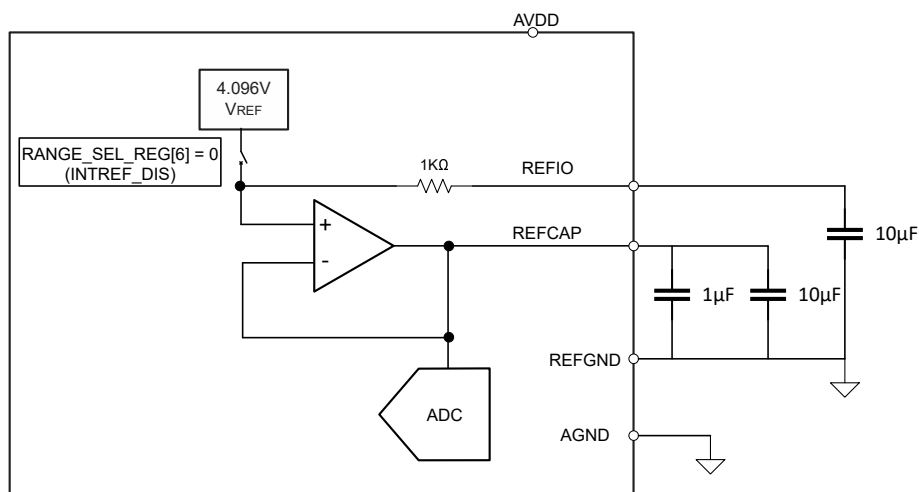 AVDD
4.096V
VREF
RANGE_SEL_REG[6] = 0
(INTREF_DIS)
1KΩ
REFIO
+
REFCAP
10µF
-
1µF
10µF
REFGND
ADC
AGND